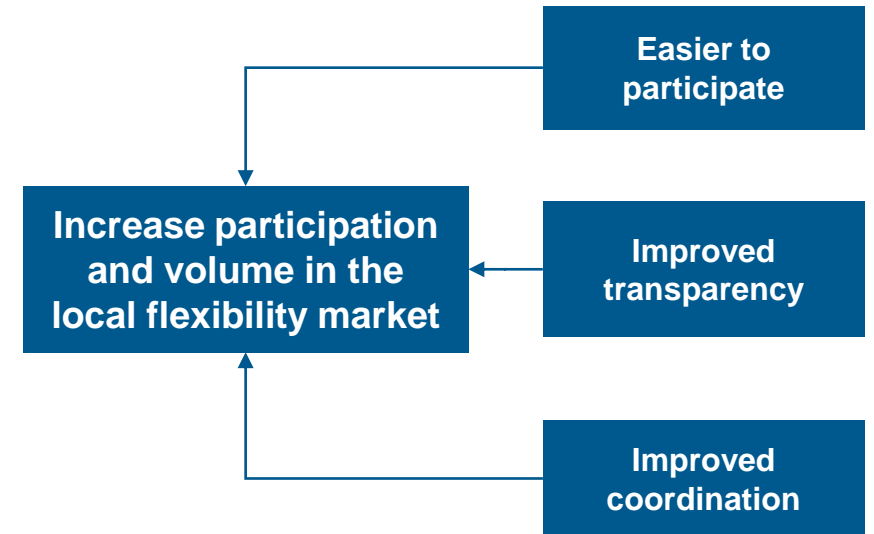 Easier to
participate
Increase participation
and volume in the
local flexibility market
Improved
transparency
Improved
coordination